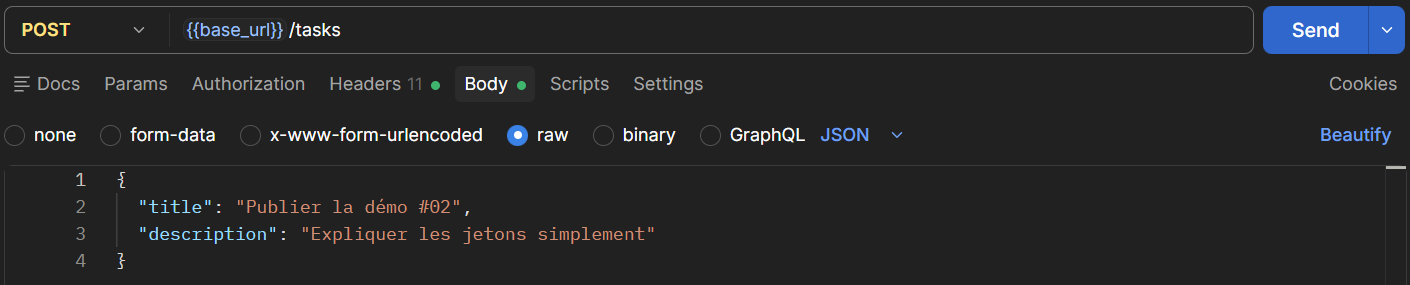 POST {{base_url}} /tasks Send
Docs Params Authorization Headers 11 Body Scripts Settings Cookies
none form-data x-www-form-urlencoded raw binary GraphQL JSON Beautify
1 {
2 "title": "Publier la démo #02",
3 "description": "Expliquer les jetons simplement"
4 }